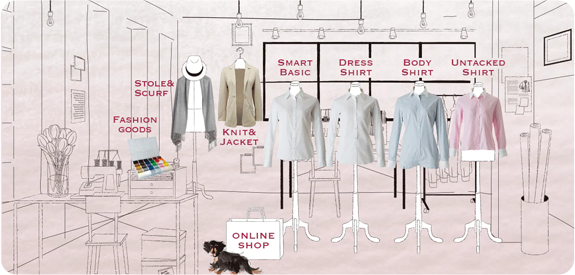 STOLE&
SCURF
FASHION
GOODS
KNIT&
JACKET
SMART
BASIC
DRESS
SHIRT
BODY
SHIRT
UNTACKED
SHIRT
ONLINE
SHOP